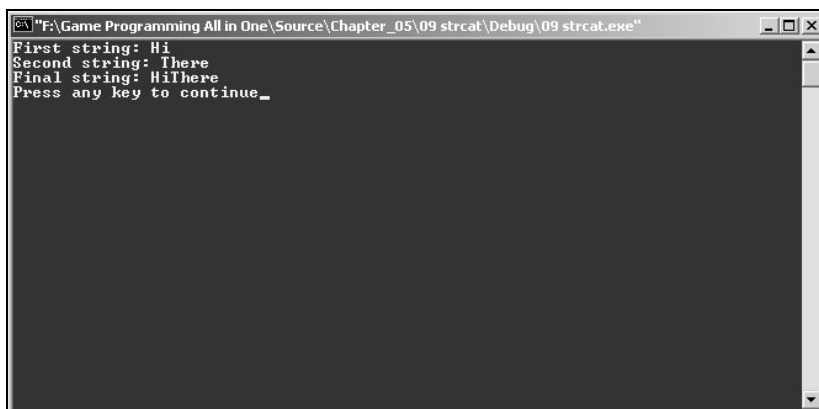 "F:\Game Programming All in One\Source\Chapter_05\09 strcat\Debug\09 strcat.exe"
First string: Hi
Second string: There
Final string: HiThere
Press any key to continue_